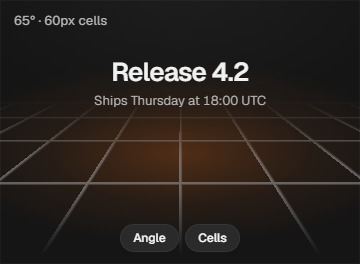 65° · 60px cells
Release 4.2
Ships Thursday at 18:00 UTC
Angle
Cells